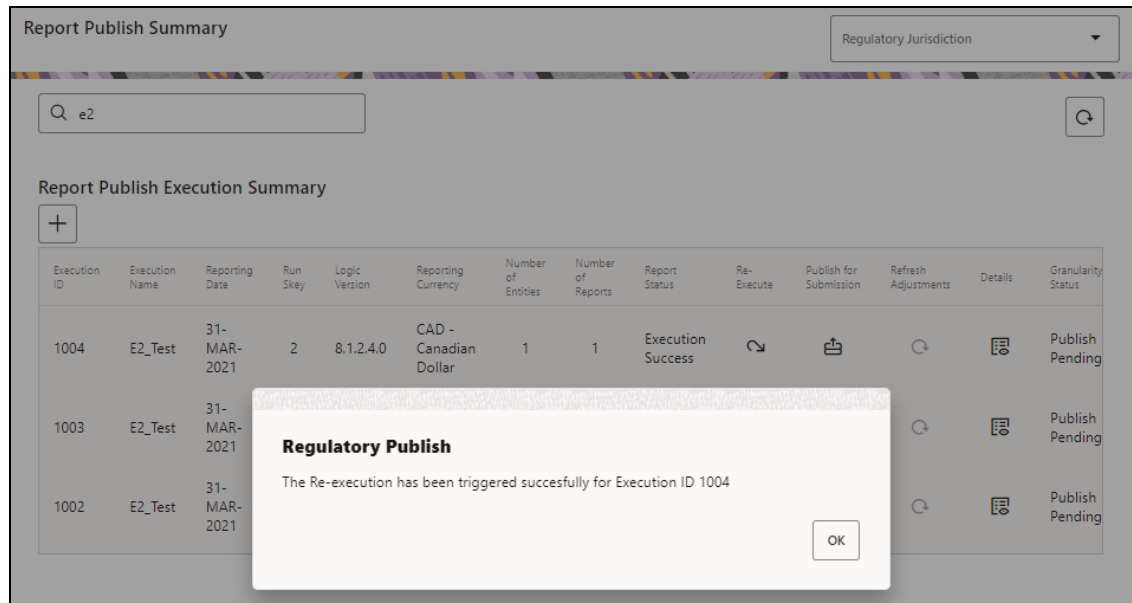 Report Publish Summary
Regulatory Jurisdiction
e2
Report Publish Execution Summary
Execution ID
Execution Name
Reporting Date
Run Skey
Logic Version
Reporting Currency
Number of Entities
Number of Reports
Report Status
Re-Execute
Publish for Submission
Refresh Adjustments
Details
Granularity Status
1004
E2_Test
31-MAR-2021
2
8.1.2.4.0
CAD - Canadian Dollar
1
1
Execution Success
Publish Pending
1003
E2_Test
31-MAR-2021
Publish Pending
1002
E2_Test
31-MAR-2021
Publish Pending
Regulatory Publish
The Re-execution has been triggered succesfully for Execution ID 1004
OK